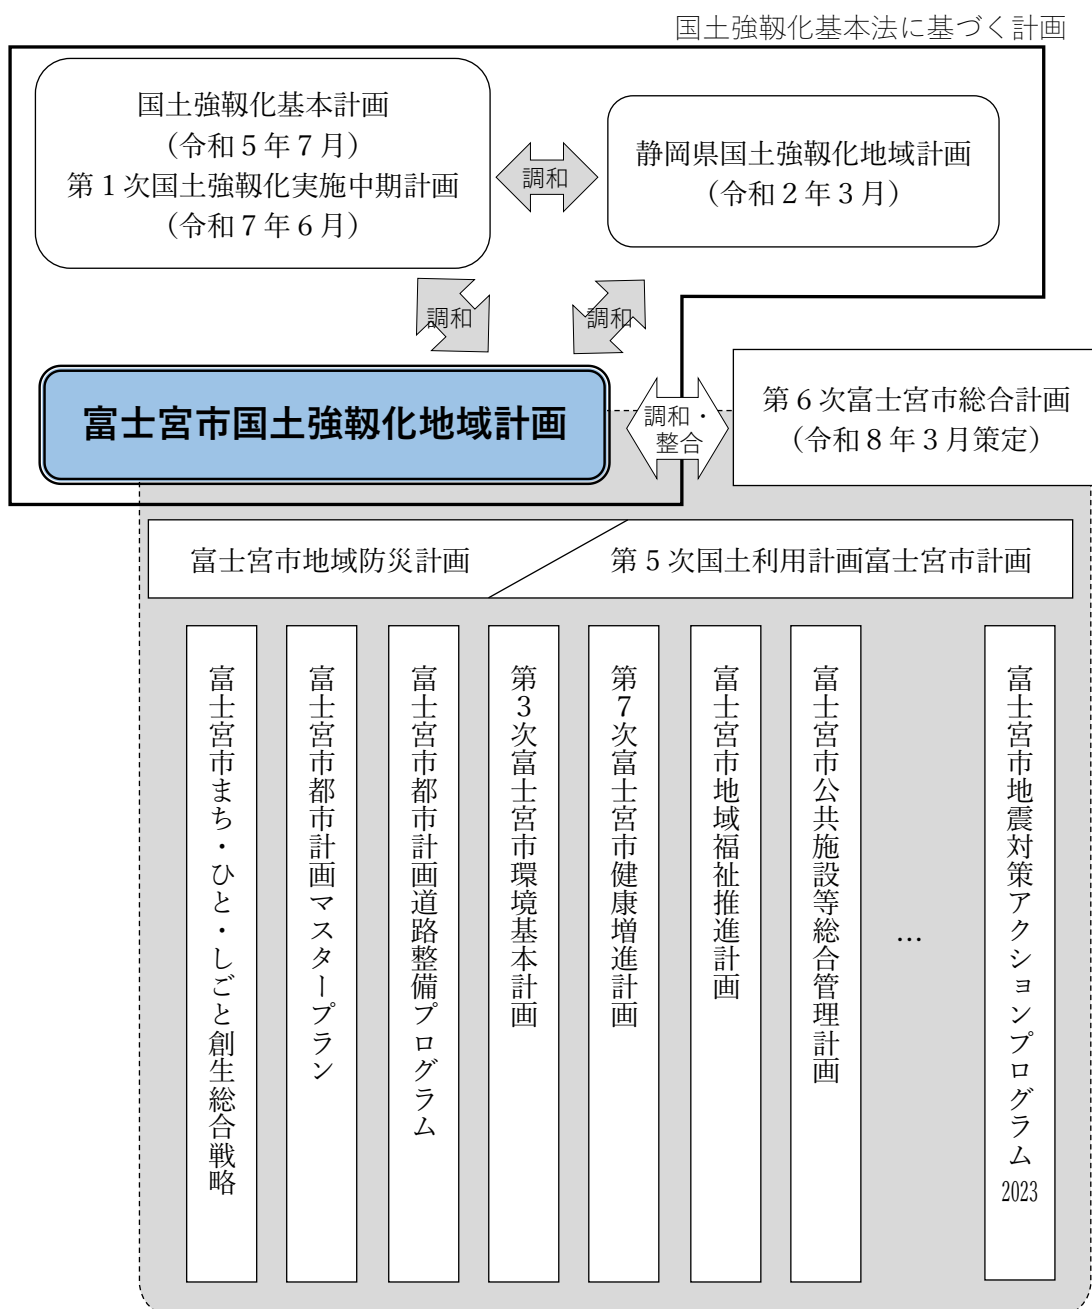 国土強靱化基本法に基づく計画
国土強靱化基本計画
（令和５年７月）
第１次国土強靱化実施中期計画
（令和７年６月）
調和
静岡県国土強靱化地域計画
（令和２年３月）
調和
調和
富士宮市国土強靱化地域計画
調和・
整合
第６次富士宮市総合計画
（令和８年３月策定）
富士宮市地域防災計画
第５次国土利用計画富士宮市計画
富士宮市まち・ひと・しごと創生総合戦略
富士宮市都市計画マスタープラン
富士宮市都市計画道路整備プログラム
第３次富士宮市環境基本計画
第７次富士宮市健康増進計画
富士宮市地域福祉推進計画
富士宮市公共施設等総合管理計画
…
富士宮市地震対策アクションプログラム2023